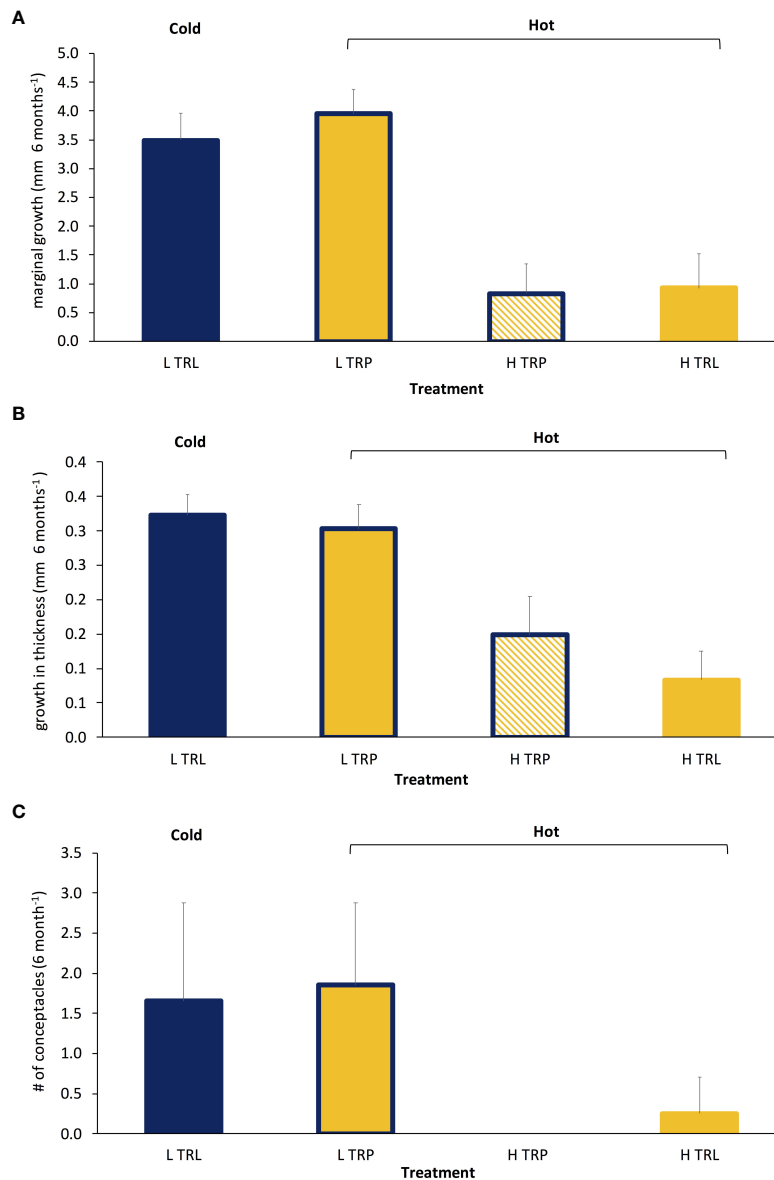 A
Cold Hot
5.0
4.5
4.0
3.5
3.0
2.5
2.0
1.5
1.0
0.5
0.0
marginal growth (mm 6 months⁻¹)
L TRL L TRP H TRP H TRL
Treatment
B
Cold Hot
0.4
0.4
0.3
0.3
0.2
0.2
0.1
0.1
0.0
growth in thickness (mm 6 months⁻¹)
L TRL L TRP H TRP H TRL
Treatment
C
Cold Hot
3.5
3.0
2.5
2.0
1.5
1.0
0.5
0.0
# of conceptacles (6 month⁻¹)
L TRL L TRP H TRP H TRL
Treatment